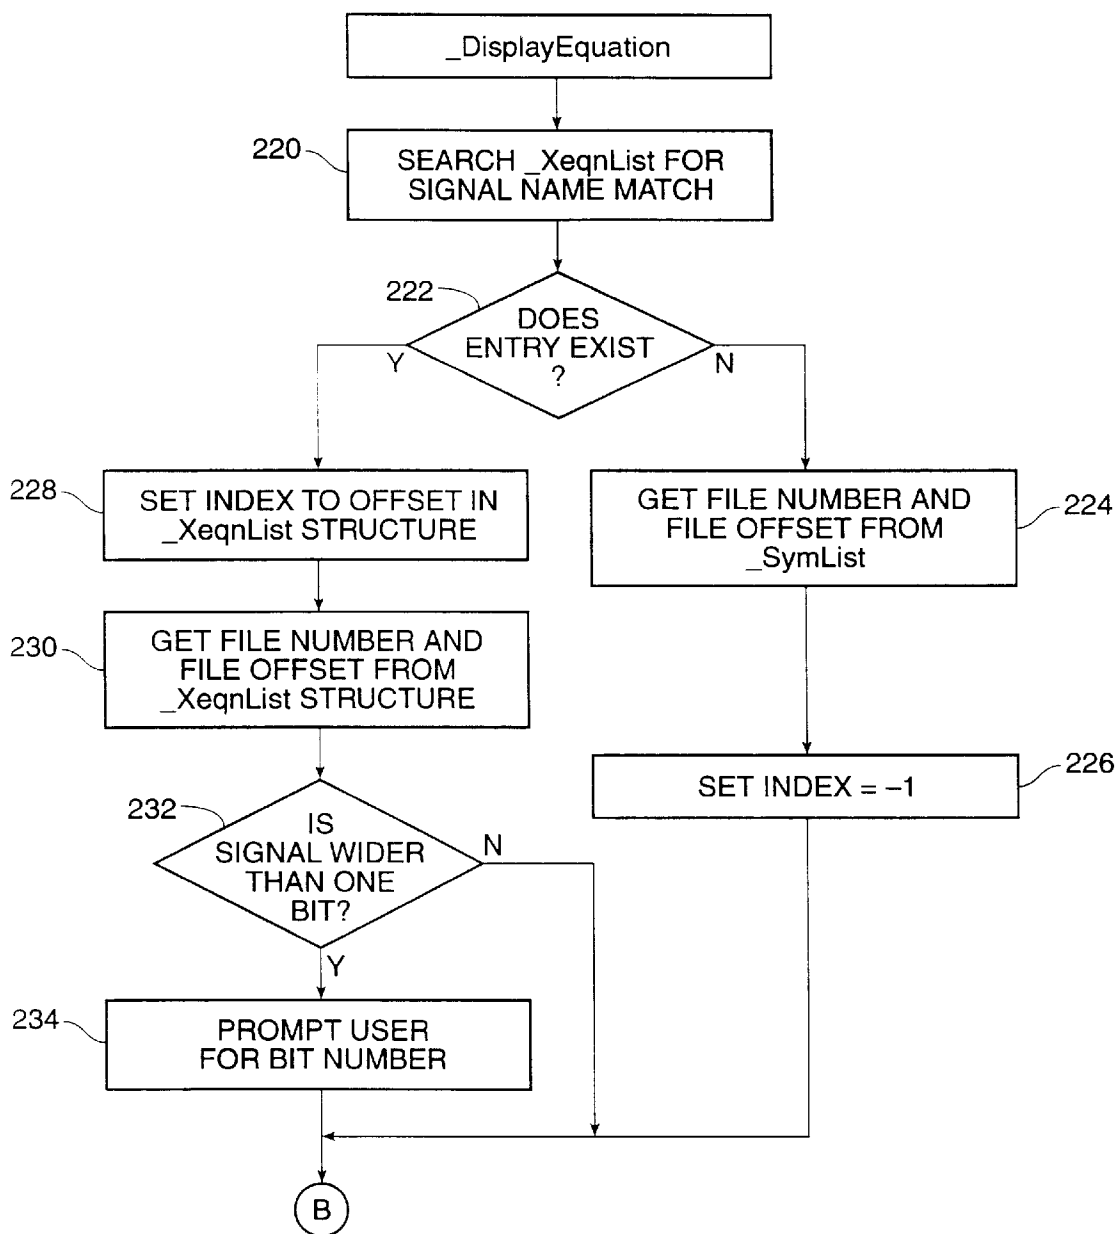 _DisplayEquation
220
SEARCH _XeqnList FOR
SIGNAL NAME MATCH
222
DOES
ENTRY EXIST
?
Y
N
228
SET INDEX TO OFFSET IN
_XeqnList STRUCTURE
GET FILE NUMBER AND
FILE OFFSET FROM
_SymList
224
230
GET FILE NUMBER AND
FILE OFFSET FROM
_XeqnList STRUCTURE
SET INDEX = –1
226
232
IS
SIGNAL WIDER
THAN ONE
BIT?
N
Y
234
PROMPT USER
FOR BIT NUMBER
B